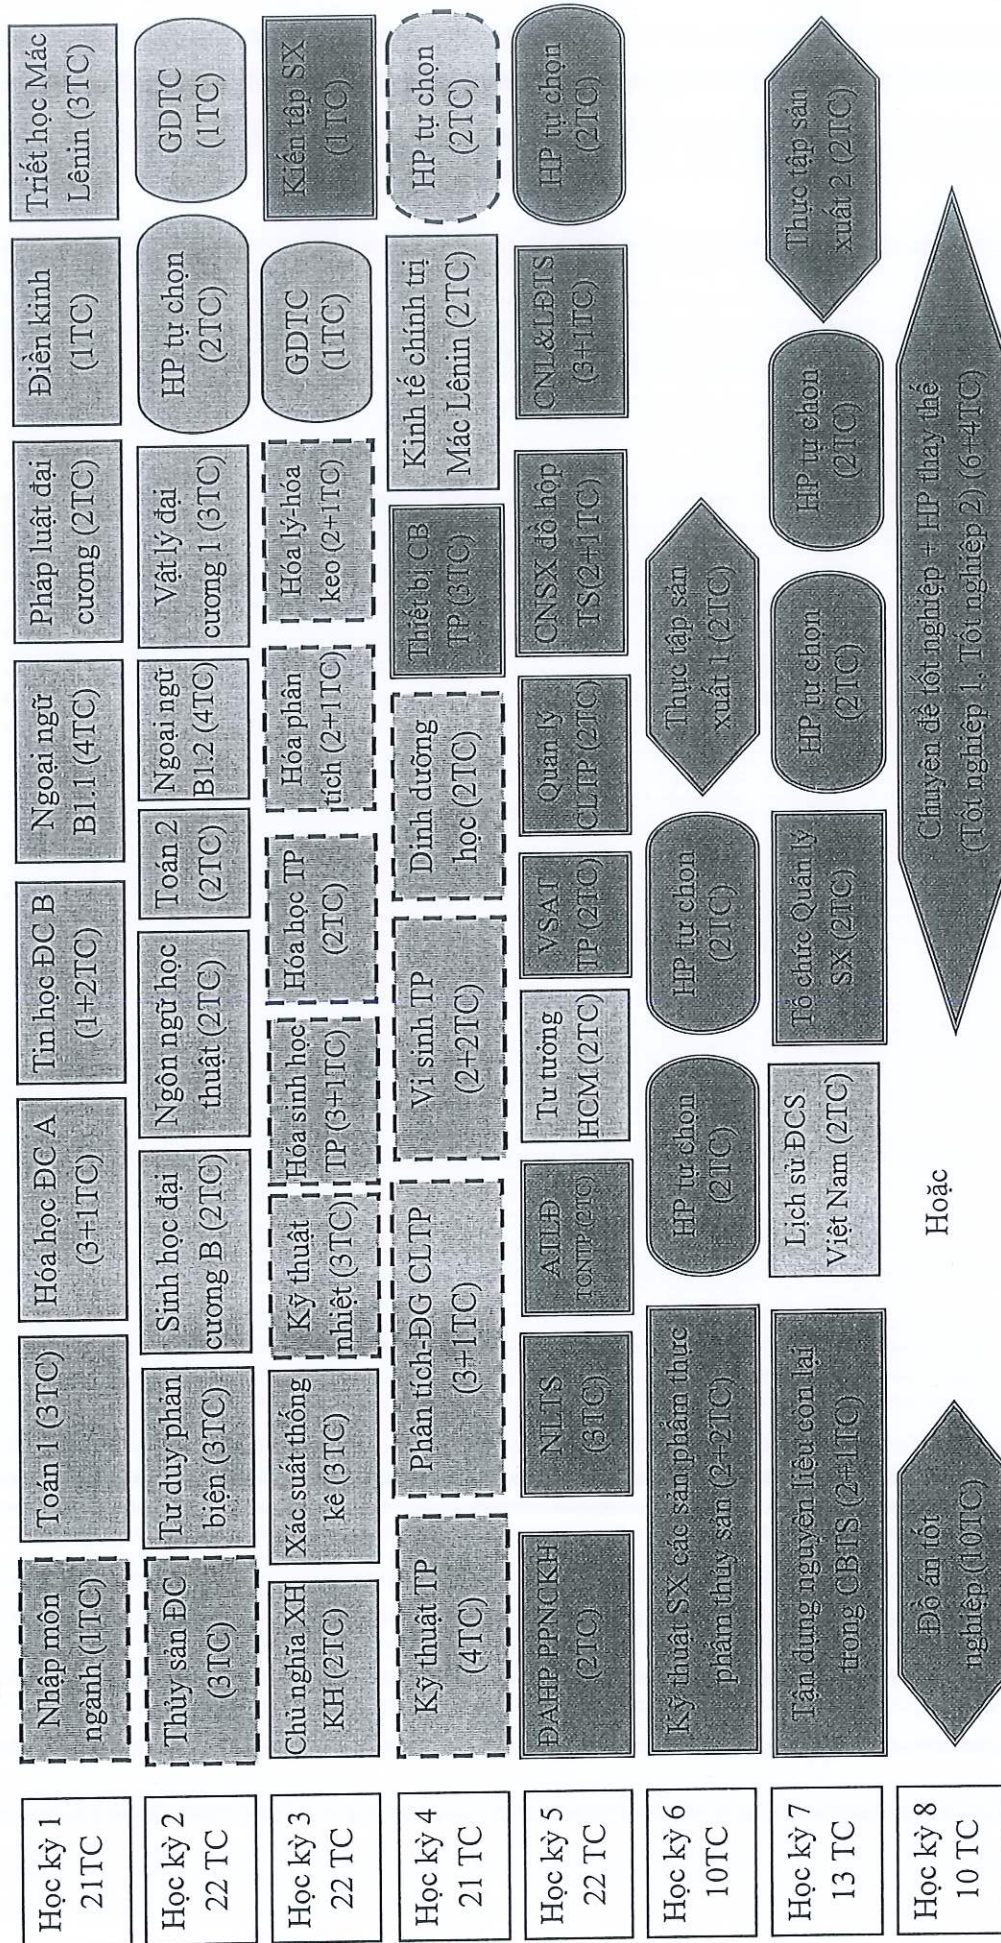 Học kỳ 1
21TC
Nhập môn
ngành (1TC)
Toán 1 (3TC)
Hóa học ĐC A
(3+1TC)
Tin học ĐC B
(1+2TC)
Ngoại ngữ
B1.1 (4TC)
Pháp luật đại
cương (2TC)
Điền kinh
(1TC)
Triết học Mác
Lênin (3TC)
Học kỳ 2
22 TC
Thủy sản ĐC
(3TC)
Tư duy phản
biện (3TC)
Sinh học đại
cương B (2TC)
Ngôn ngữ học
thuật (2TC)
Toán 2
(2TC)
Ngoại ngữ
B1.2 (4TC)
Vật lý đại
cương 1 (3TC)
HP tự chọn
(2TC)
GDTC
(1TC)
Học kỳ 3
22 TC
Chủ nghĩa XH
KH (2TC)
Xác suất thống
kê (3TC)
Kỹ thuật
nhiệt (3TC)
Hóa sinh học
TP (3+1TC)
Hóa học TP
(2TC)
Hóa phân
tích (2+1TC)
Hóa lý-hóa
keo (2+1TC)
GDTC
(1TC)
Kiến tập SX
(1TC)
Học kỳ 4
21 TC
Kỹ thuật TP
(4TC)
Phân tích-ĐG CLTP
(3+1TC)
Vi sinh TP
(2+2TC)
Dinh dưỡng
học (2TC)
Thiết bị CB
TP (3TC)
Kinh tế chính trị
Mác Lênin (2TC)
HP tự chọn
(2TC)
Học kỳ 5
22 TC
ĐAHP PPNCKH
(2TC)
NLTS
(3TC)
ATLĐ
TCNTP (2TC)
Tư tưởng
HCM (2TC)
VSAT
TP (2TC)
Quản lý
CLTP (2TC)
CNSX đồ hộp
TS(2+1TC)
CNL&LĐTS
(3+1TC)
HP tự chọn
(2TC)
Học kỳ 6
10TC
Kỹ thuật SX các sản phẩm thực
phẩm thủy sản (2+2TC)
HP tự chọn
(2TC)
HP tự chọn
(2TC)
Thực tập sản
xuất 1 (2TC)
Học kỳ 7
13 TC
Tận dụng nguyên liệu còn lại
trong CBTS (2+1TC)
Lịch sử ĐCS
Việt Nam (2TC)
Tổ chức Quản lý
SX (2TC)
HP tự chọn
(2TC)
HP tự chọn
(2TC)
Thực tập sản
xuất 2 (2TC)
Học kỳ 8
10 TC
Đồ án tốt
nghiệp (10TC)
Hoặc
Chuyên đề tốt nghiệp + HP thay thế
(Tốt nghiệp 1. Tốt nghiệp 2) (6+4TC)